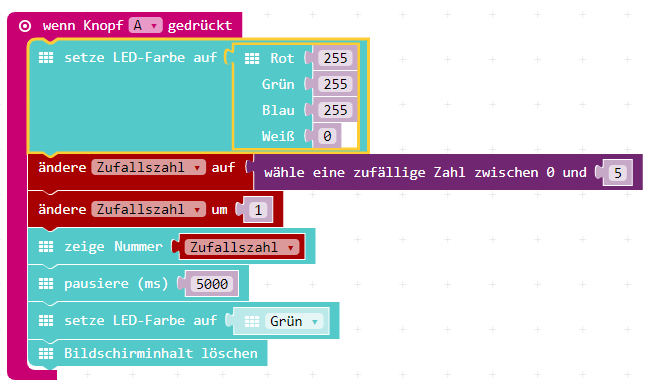 wenn Knopf A gedrückt
setze LED-Farbe auf Rot 255
Grün 255
Blau 255
Weiß 0
ändere Zufallszahl auf wähle eine zufällige Zahl zwischen 0 und 5
ändere Zufallszahl um 1
zeige Nummer Zufallszahl
pausiere (ms) 5000
setze LED-Farbe auf Grün
Bildschirminhalt löschen